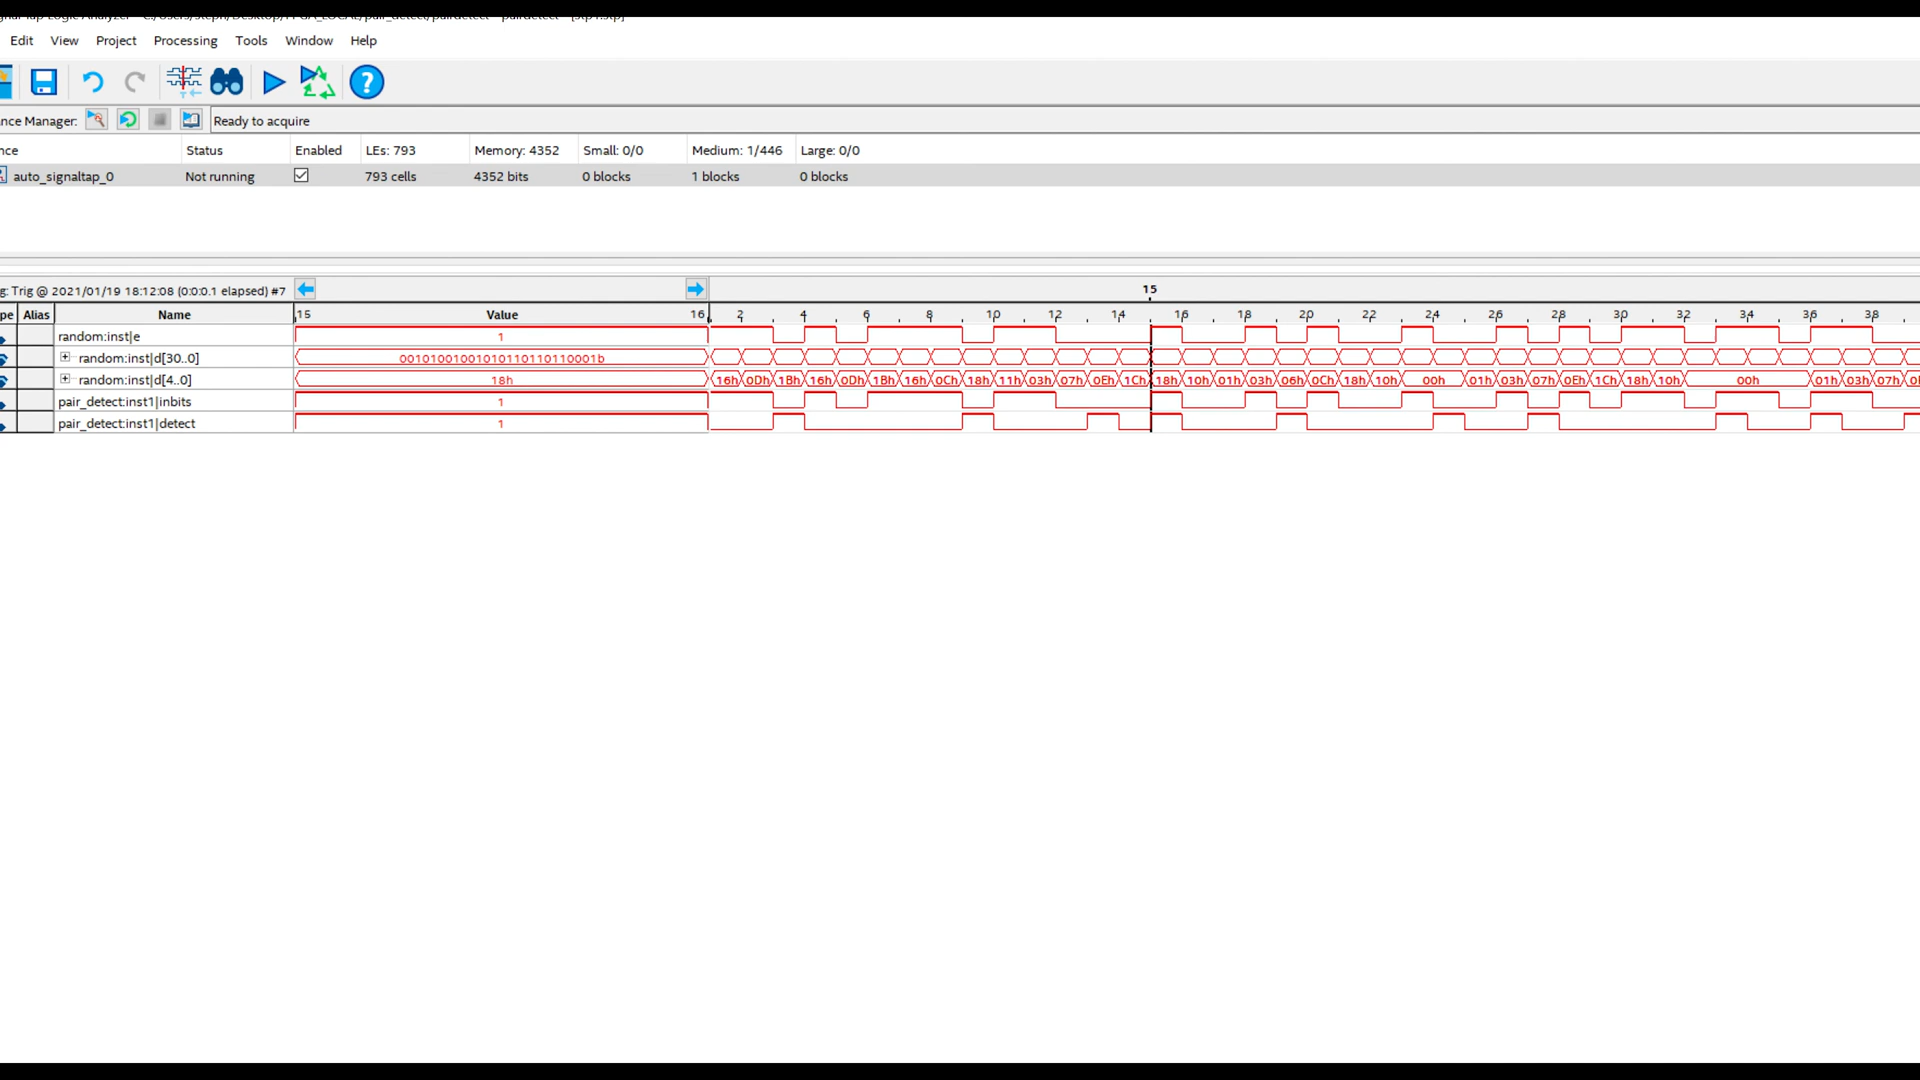 Edit View Project Processing Tools Window Help
nce Manager: Ready to acquire
nce Status Enabled LEs: 793 Memory: 4352 Small: 0/0 Medium: 1/446 Large: 0/0
auto_signaltap_0 Not running 793 cells 4352 bits 0 blocks 1 blocks 0 blocks
g: Trig @ 2021/01/19 18:12:08 (0:0:0.1 elapsed) #7 15
pe Alias Name 15 Value 16 2 4 6 8 10 12 14 16 18 20 22 24 26 28 30 32 34 36 38
random:inst|e 1
random:inst|d[30..0] 0010100100101011011011000​1b
random:inst|d[4..0] 18h 16h 0Dh 1Bh 16h 0Dh 1Bh 16h 0Ch 18h 11h 03h 07h 0Eh 1Ch 18h 10h 01h 03h 06h 0Ch 18h 10h 00h 01h 03h 07h 0Eh 1Ch 18h 10h 00h 01h 03h 07h
pair_detect:inst1|inbits 1
pair_detect:inst1|detect 1